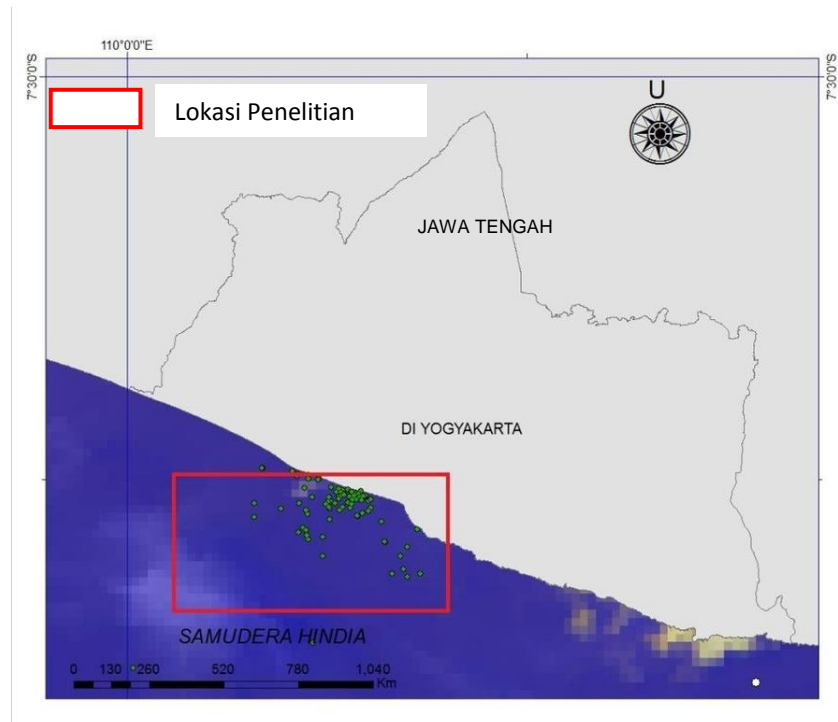 110°0'0"E
7°30'0"S
7°30'0"S
Lokasi Penelitian
U
JAWA TENGAH
DI YOGYAKARTA
SAMUDERA HINDIA
0 130 260 520 780 1,040
Km